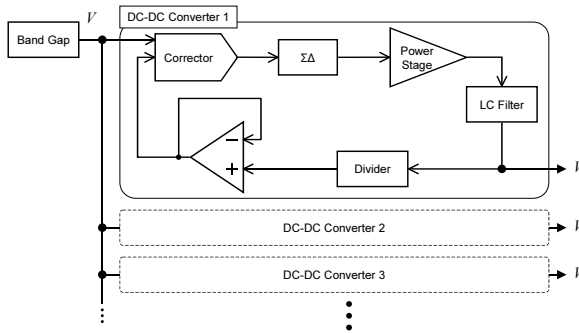 V
DC-DC Converter 1
Band Gap
Corrector
ΣΔ
Power
Stage
LC Filter
Divider
V
DC-DC Converter 2
V
DC-DC Converter 3
V